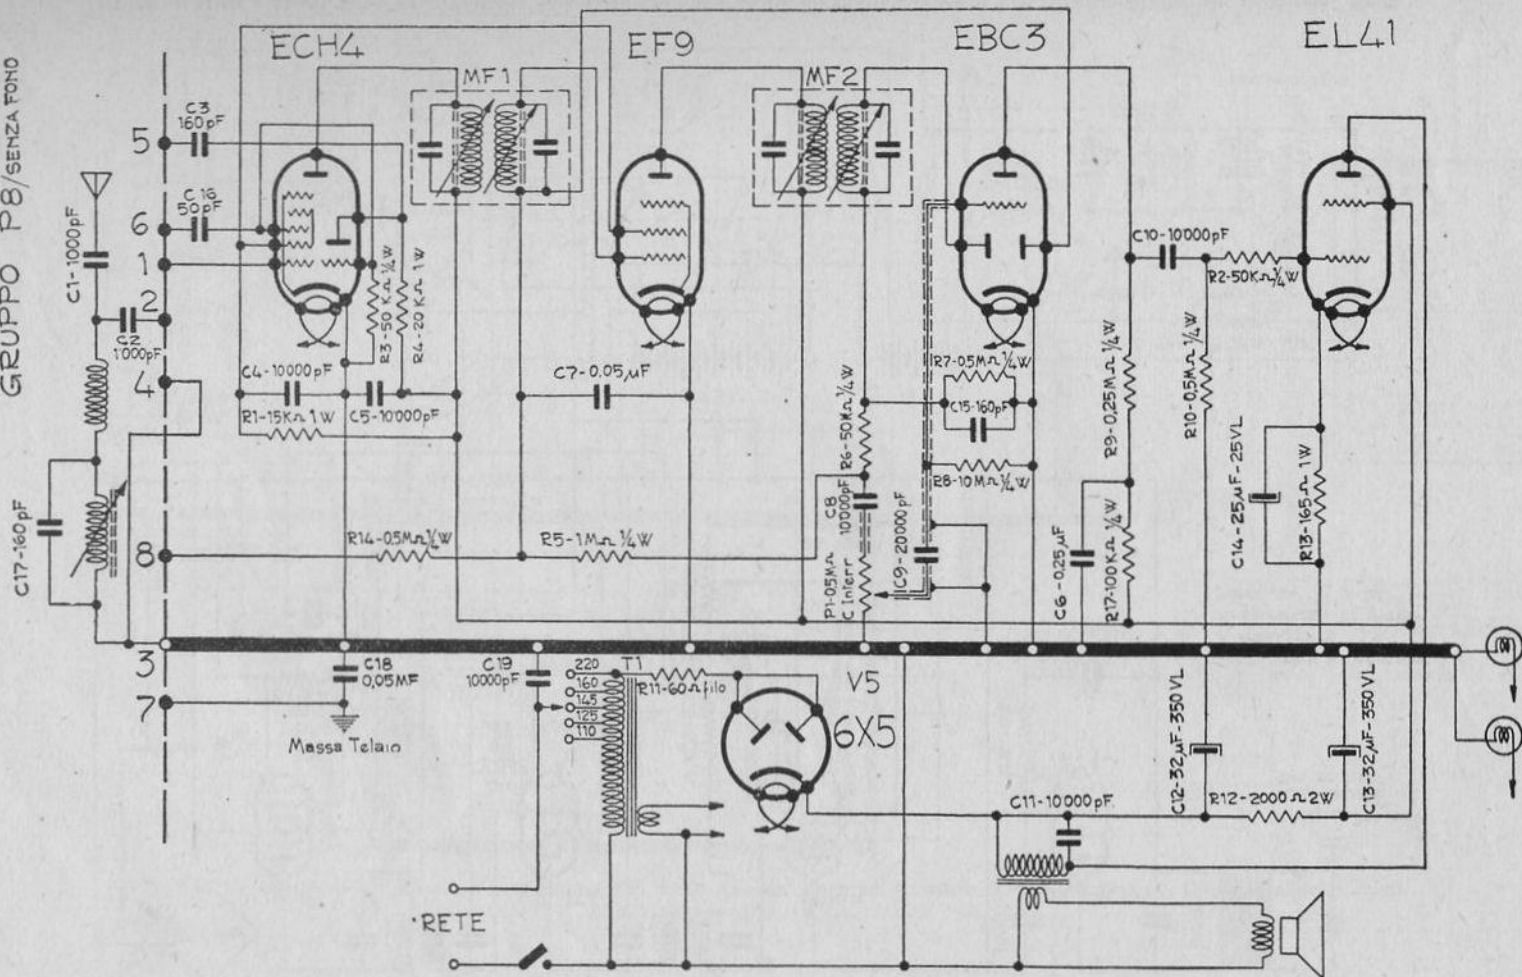 GRUPPO P8/SENZA FONO
ECH4
EF9
EBC3
EL41
MF1
MF2
5
C3
160pF
6
C16
50pF
1
2
C2
1000pF
4
8
3
7
C1-1000pF
C17-160pF
R3-50KΩ ¼W
R4-20KΩ 1W
C4-10000pF
R1-15KΩ 1W
C5-10000pF
C7-0.05µF
R14-0.5MΩ ¼W
R5-1MΩ ¼W
R6-50MΩ ¼W
C8
10000pF
P1-0.5MΩ
C Interr
C9-20000pF
R7-0.5MΩ ¼W
C15-160pF
R8-10MΩ ¼W
C10-10000pF
R2-50KΩ ¼W
R9-0,25MΩ ¼W
R10-0,5MΩ ¼W
C6-0,25µF
R17-100KΩ ¼W
C14-25µF-25VL
R13-165Ω 1W
C18
0,05MF
Massa Telaio
C19
10000pF
220
160
145
125
110
T1
R11-60Ω filo
V5
6X5
C11-10000pF.
C12-32µF-350VL
R12-2000Ω 2W
C13-32µF-350VL
RETE